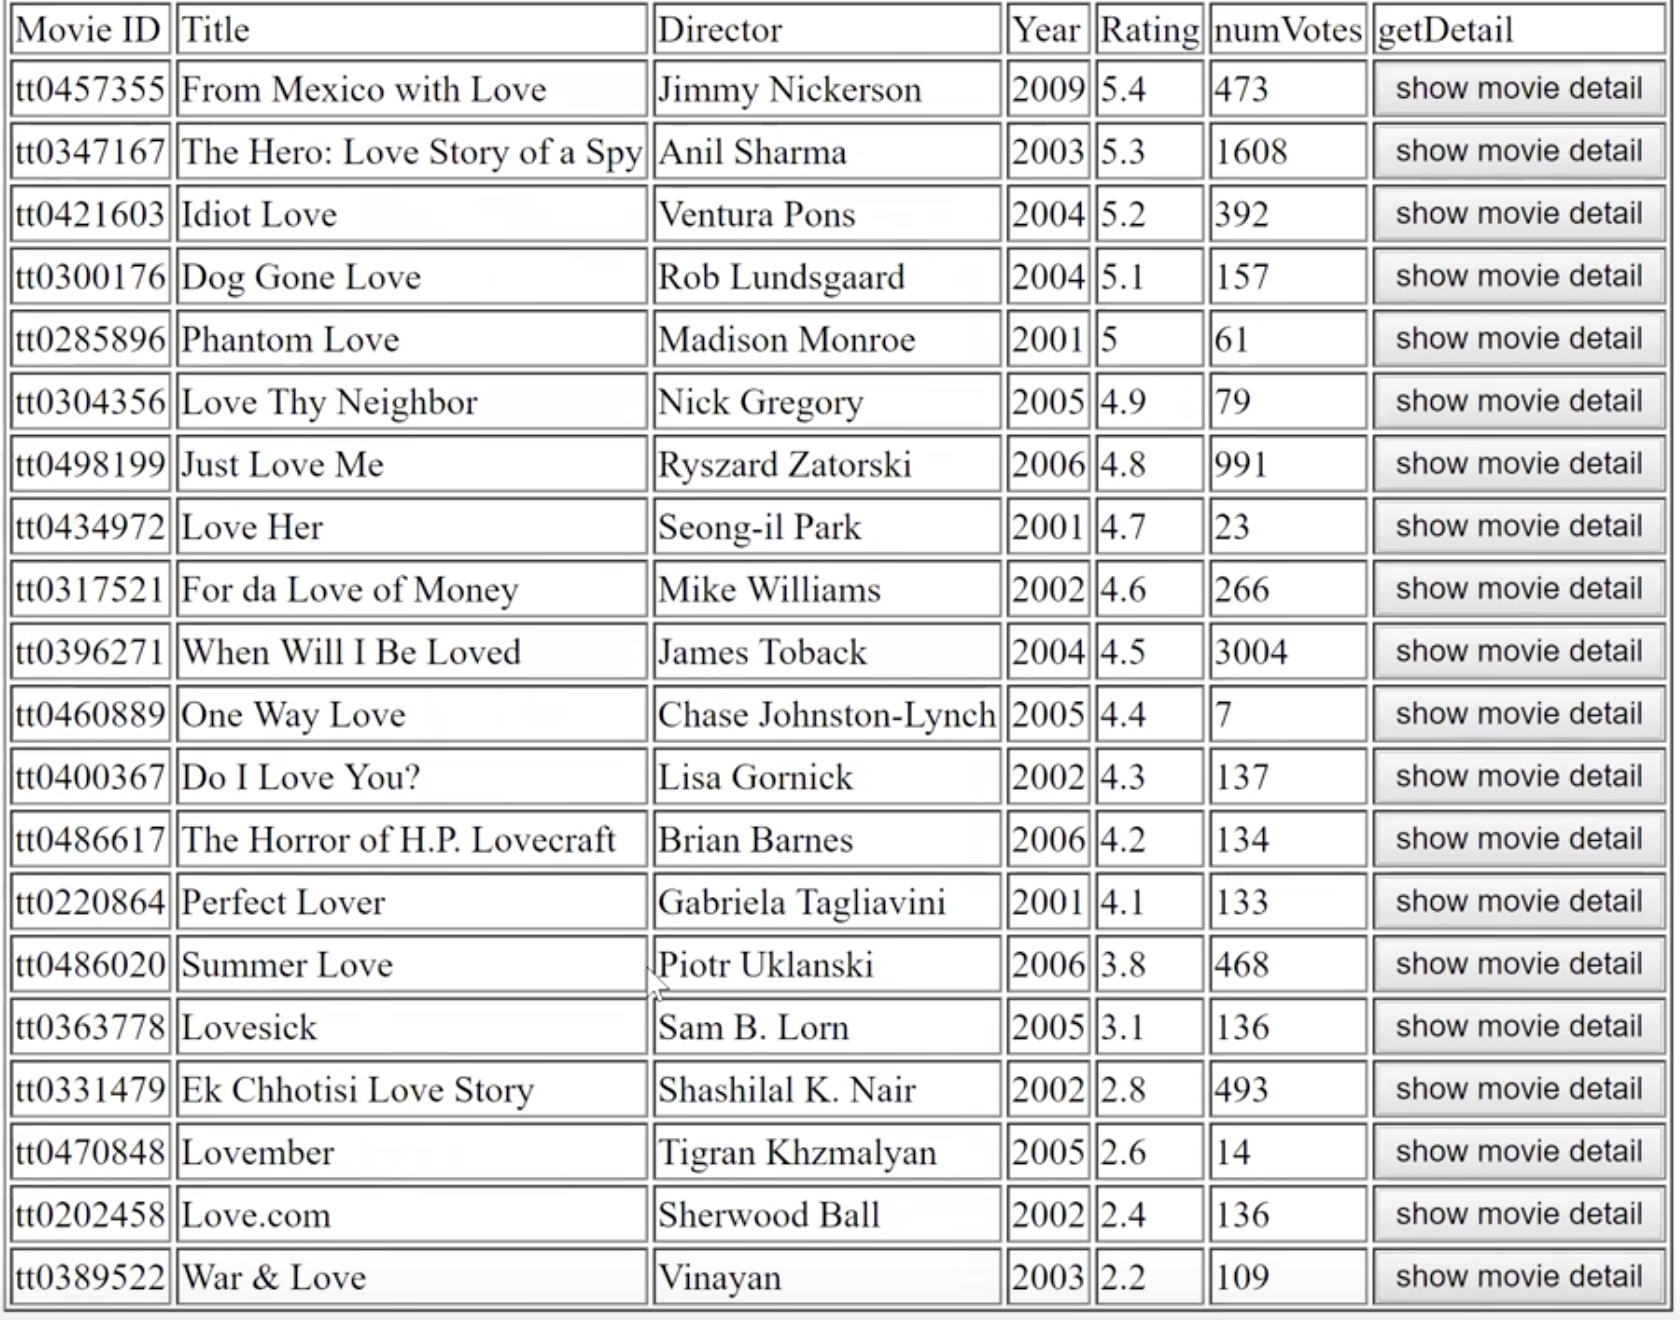 Movie ID Title Director Year Rating numVotes getDetail
tt0457355 From Mexico with Love Jimmy Nickerson 2009 5.4 473 show movie detail
tt0347167 The Hero: Love Story of a Spy Anil Sharma 2003 5.3 1608 show movie detail
tt0421603 Idiot Love Ventura Pons 2004 5.2 392 show movie detail
tt0300176 Dog Gone Love Rob Lundsgaard 2004 5.1 157 show movie detail
tt0285896 Phantom Love Madison Monroe 2001 5 61 show movie detail
tt0304356 Love Thy Neighbor Nick Gregory 2005 4.9 79 show movie detail
tt0498199 Just Love Me Ryszard Zatorski 2006 4.8 991 show movie detail
tt0434972 Love Her Seong-il Park 2001 4.7 23 show movie detail
tt0317521 For da Love of Money Mike Williams 2002 4.6 266 show movie detail
tt0396271 When Will I Be Loved James Toback 2004 4.5 3004 show movie detail
tt0460889 One Way Love Chase Johnston-Lynch 2005 4.4 7 show movie detail
tt0400367 Do I Love You? Lisa Gornick 2002 4.3 137 show movie detail
tt0486617 The Horror of H.P. Lovecraft Brian Barnes 2006 4.2 134 show movie detail
tt0220864 Perfect Lover Gabriela Tagliavini 2001 4.1 133 show movie detail
tt0486020 Summer Love Piotr Uklanski 2006 3.8 468 show movie detail
tt0363778 Lovesick Sam B. Lorn 2005 3.1 136 show movie detail
tt0331479 Ek Chhotisi Love Story Shashilal K. Nair 2002 2.8 493 show movie detail
tt0470848 Lovember Tigran Khzmalyan 2005 2.6 14 show movie detail
tt0202458 Love.com Sherwood Ball 2002 2.4 136 show movie detail
tt0389522 War & Love Vinayan 2003 2.2 109 show movie detail